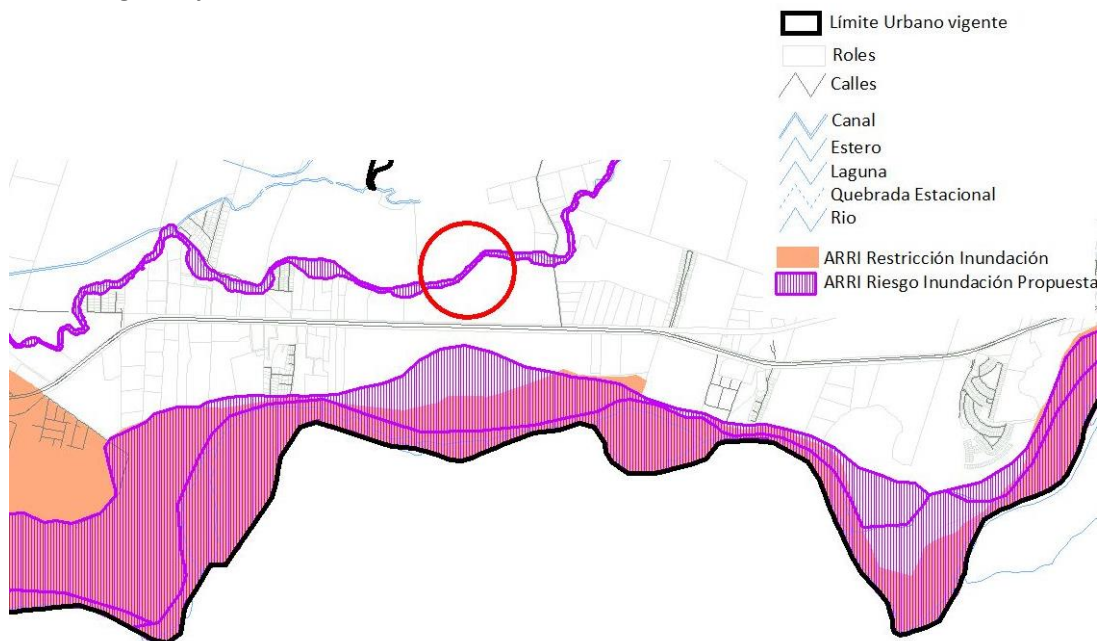 Límite Urbano vigente
Roles
Calles
Canal
Estero
Laguna
Quebrada Estacional
Rio
ARRI Restricción Inundación
ARRI Riesgo Inundación Propuesta